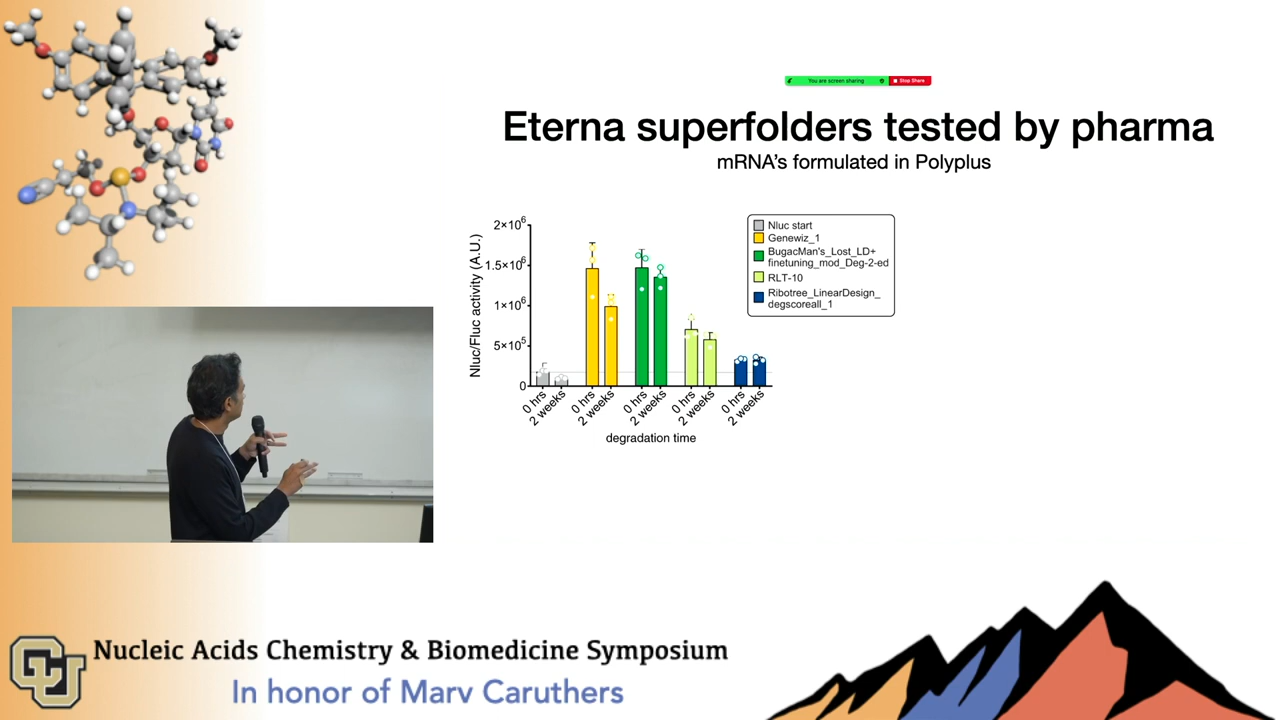 You are screen sharing
Stop Share
Eterna superfolders tested by pharma
mRNA's formulated in Polyplus
Nluc/Fluc activity (A.U.)
2×10⁶
1.5×10⁶
1×10⁶
5×10⁵
0
Nluc start
Genewiz_1
BugacMan's_Lost_LD+
finetuning_mod_Deg-2-ed
RLT-10
Ribotree_LinearDesign_
degscoreall_1
0 hrs
2 weeks
0 hrs
2 weeks
0 hrs
2 weeks
0 hrs
2 weeks
0 hrs
2 weeks
degradation time
CU
Nucleic Acids Chemistry & Biomedicine Symposium
In honor of Marv Caruthers